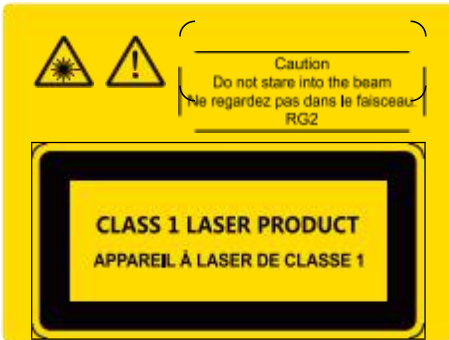 Caution
Do not stare into the beam
Ne regardez pas dans le faisceau.
RG2
CLASS 1 LASER PRODUCT
APPAREIL À LASER DE CLASSE 1